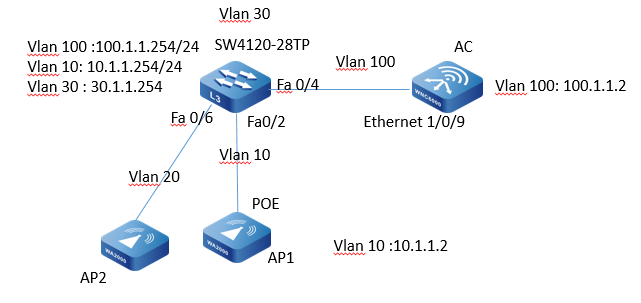 Vlan 30
Vlan 100 :100.1.1.254/24
Vlan 10: 10.1.1.254/24
Vlan 30 : 30.1.1.254
SW4120-28TP
Vlan 100
AC
L3
Fa 0/4
WNC6000
Vlan 100: 100.1.1.2
Fa 0/6
Fa0/2
Ethernet 1/0/9
Vlan 10
Vlan 20
POE
WA2000
WA2000
AP1
Vlan 10 :10.1.1.2
AP2